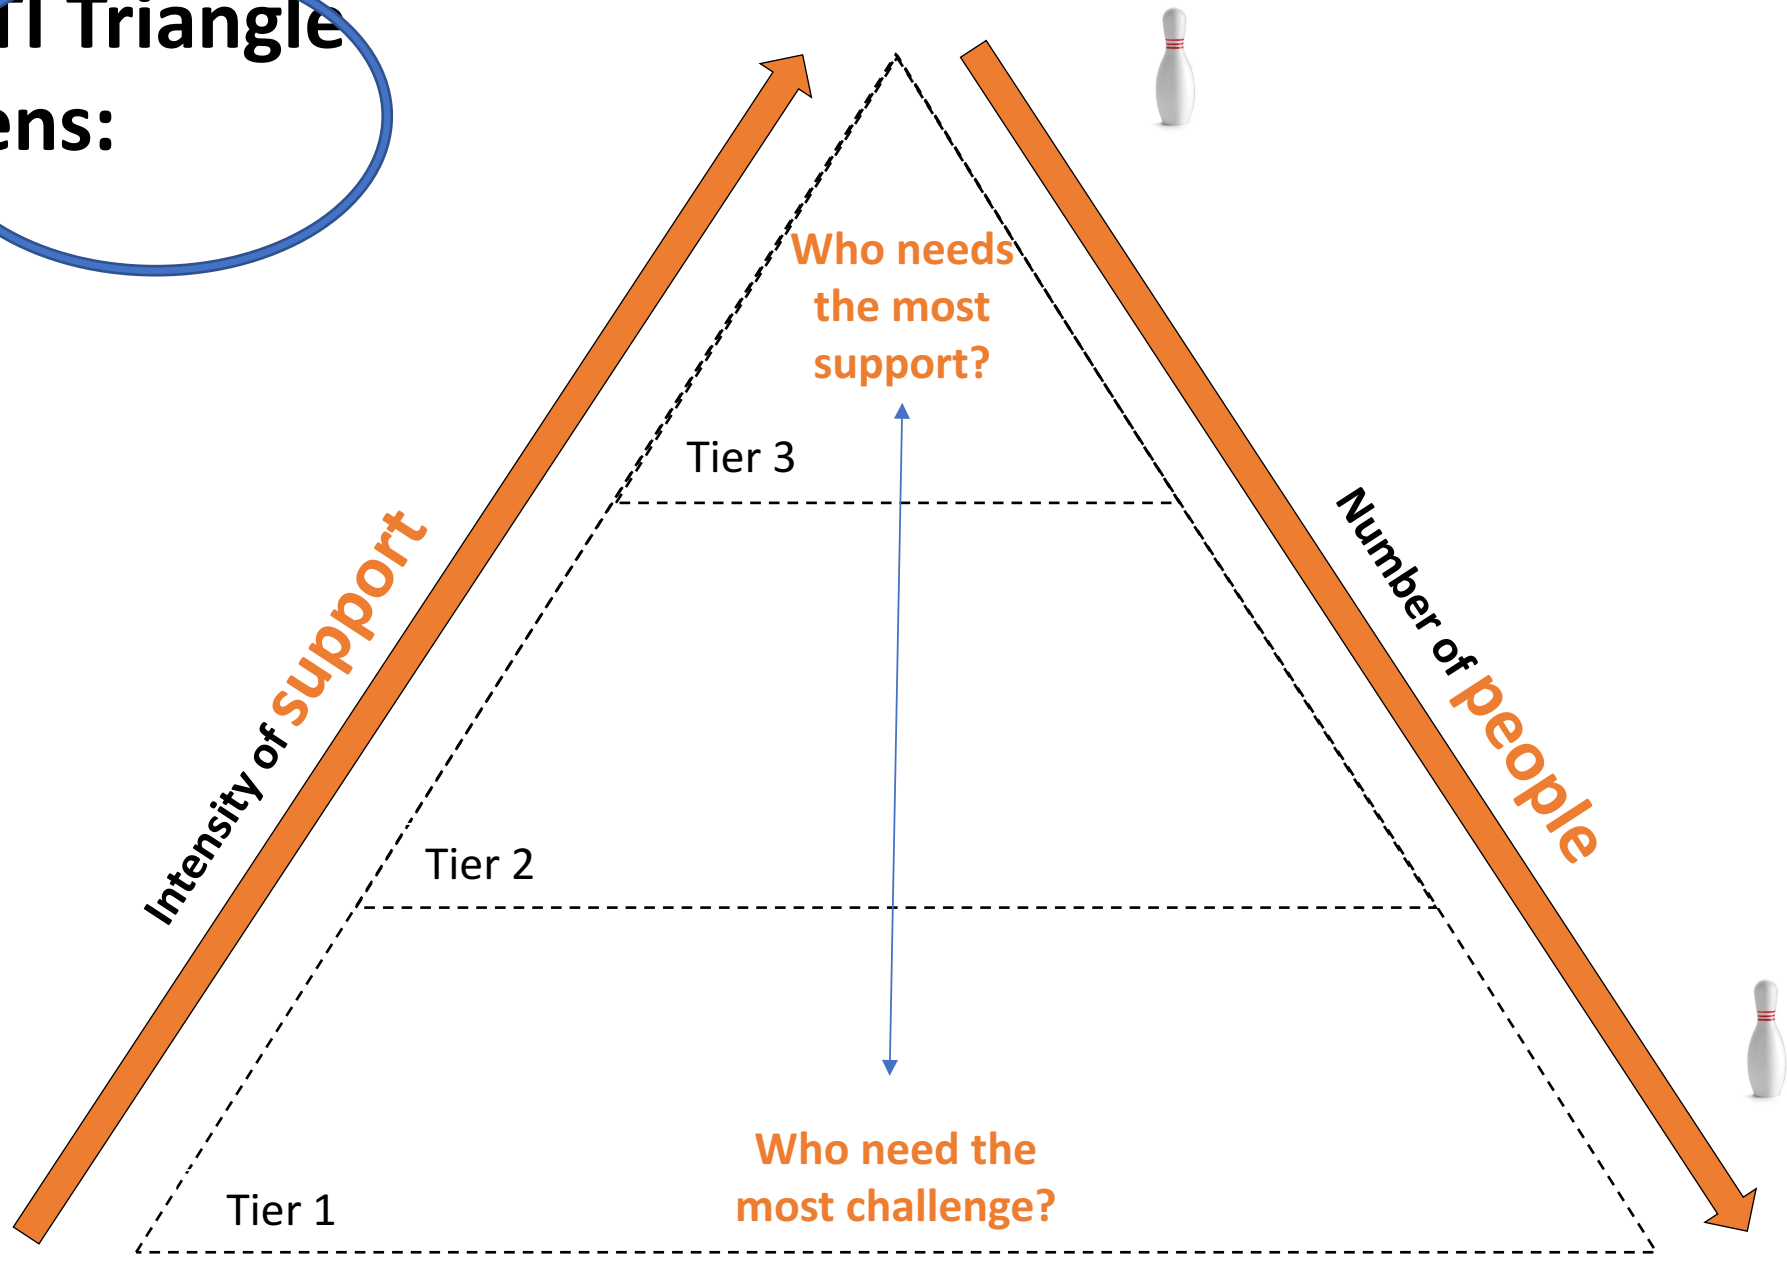 TI Triangle
ens:
Who needs
the most
support?
Tier 3
Intensity of support
Number of people
Tier 2
Who need the
most challenge?
Tier 1